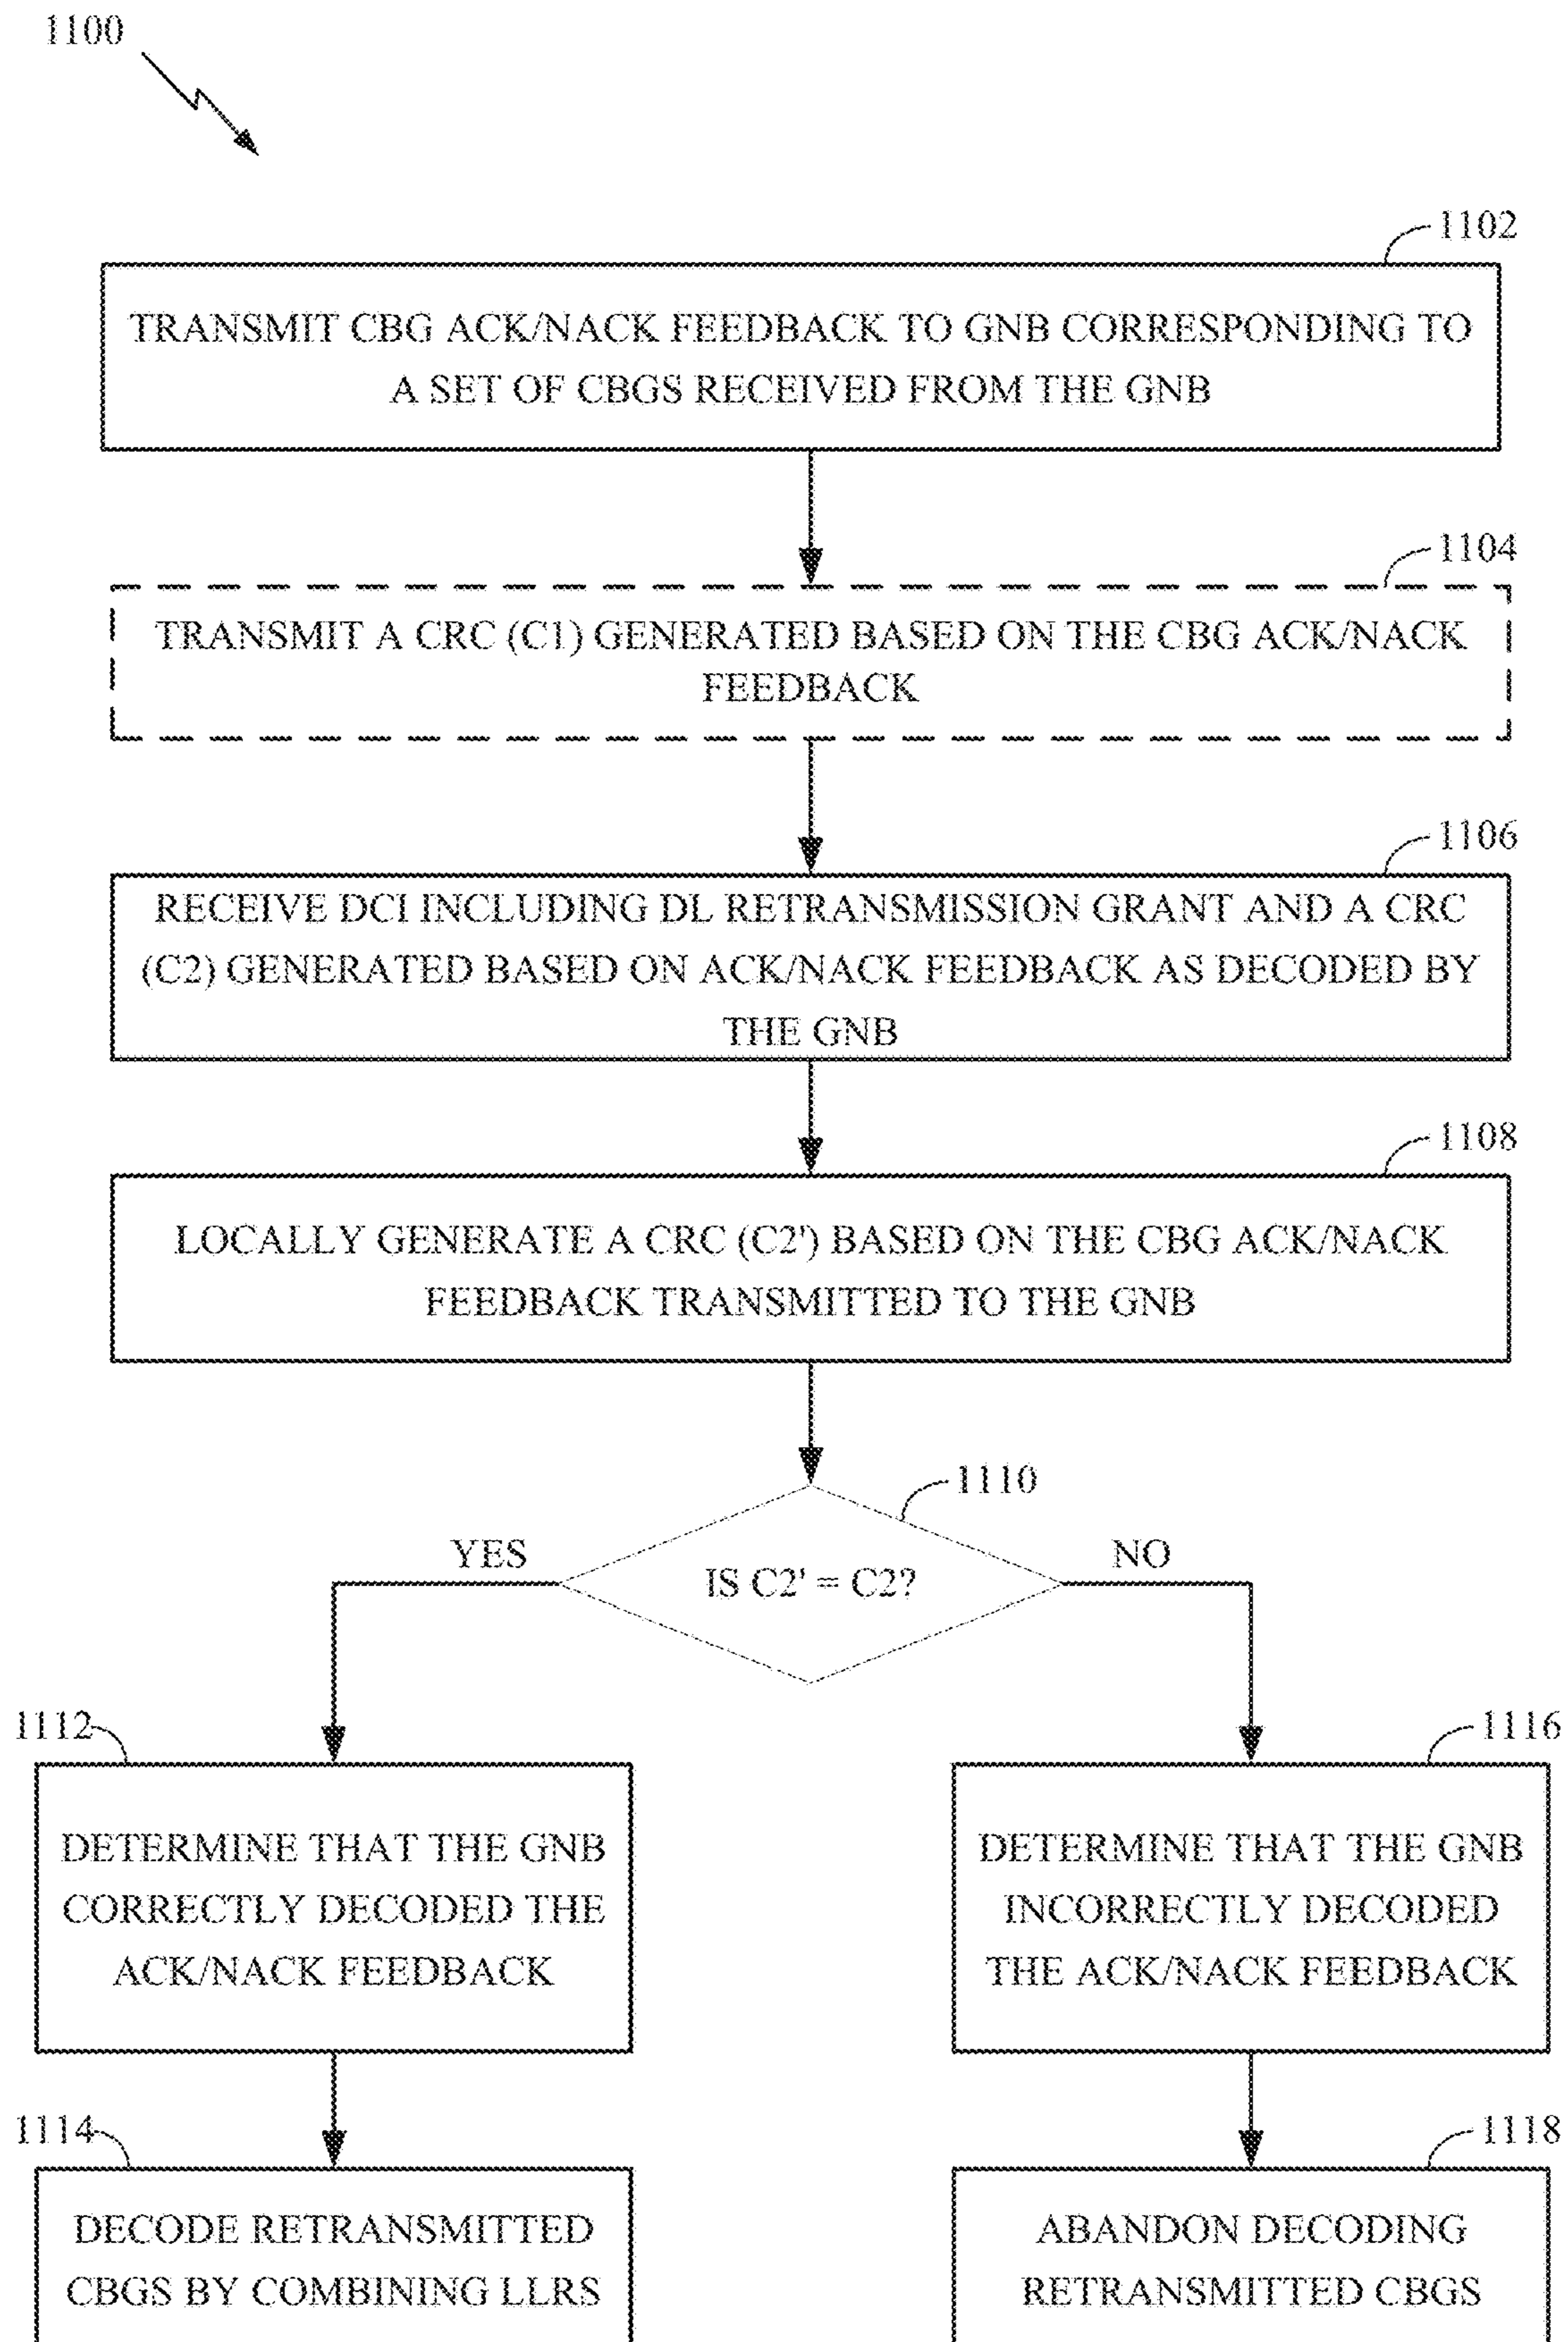 1100
1102
TRANSMIT CBG ACK/NACK FEEDBACK TO GNB CORRESPONDING TO
A SET OF CBGS RECEIVED FROM THE GNB
1104
TRANSMIT A CRC (C1) GENERATED BASED ON THE CBG ACK/NACK
FEEDBACK
1106
RECEIVE DCI INCLUDING DL RETRANSMISSION GRANT AND A CRC
(C2) GENERATED BASED ON ACK/NACK FEEDBACK AS DECODED BY
THE GNB
1108
LOCALLY GENERATE A CRC (C2') BASED ON THE CBG ACK/NACK
FEEDBACK TRANSMITTED TO THE GNB
1110
YES
IS C2' = C2?
NO
1112
DETERMINE THAT THE GNB
CORRECTLY DECODED THE
ACK/NACK FEEDBACK
1116
DETERMINE THAT THE GNB
INCORRECTLY DECODED
THE ACK/NACK FEEDBACK
1114
DECODE RETRANSMITTED
CBGS BY COMBINING LLRS
1118
ABANDON DECODING
RETRANSMITTED CBGS